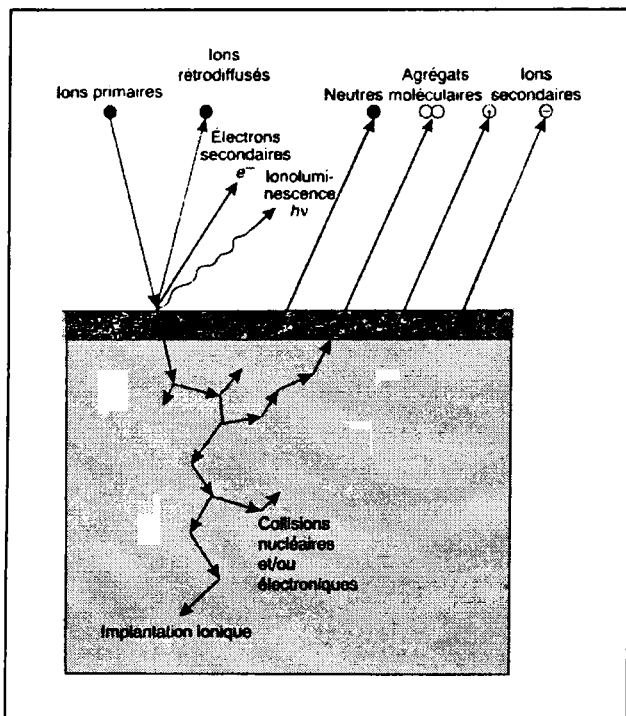 Ions
rétrodiffusés
Ions primaires
Électrons
secondaires
e⁻
Ionolumi-
nescence
hν
Neutres
Agrégats
moléculaires
Ions
secondaires
Collisions
nucléaires
et/ou
électroniques
Implantation Ionique